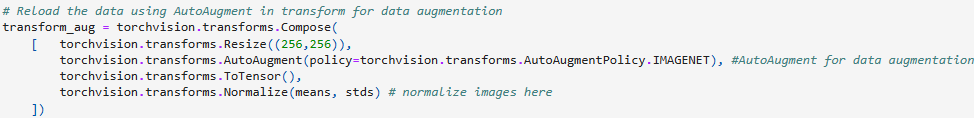 # Reload the data using AutoAugment in transform for data augmentation
transform_aug = torchvision.transforms.Compose(
    [   torchvision.transforms.Resize((256,256)),
        torchvision.transforms.AutoAugment(policy=torchvision.transforms.AutoAugmentPolicy.IMAGENET), #AutoAugment for data augmentation
        torchvision.transforms.ToTensor(),
        torchvision.transforms.Normalize(means, stds) # normalize images here
    ])